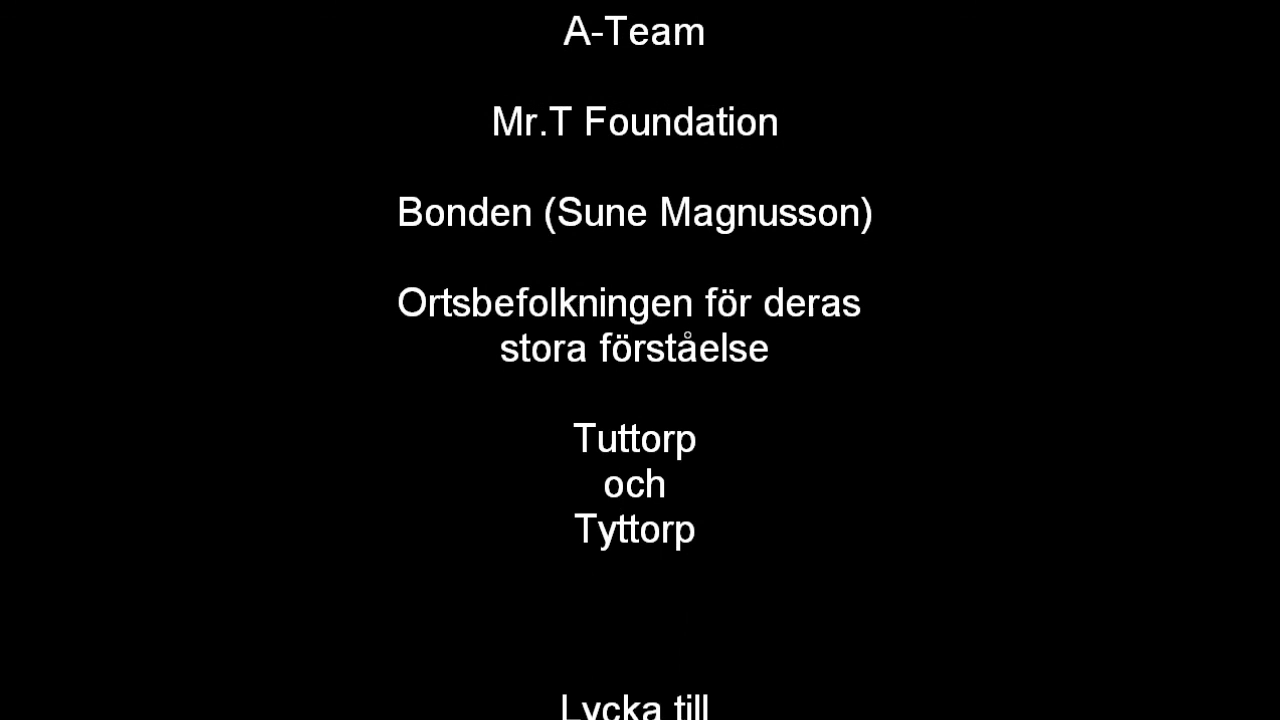 A-Team
Mr.T Foundation
Bonden (Sune Magnusson)
Ortsbefolkningen för deras
stora förståelse
Tuttorp
och
Tyttorp
Lycka till